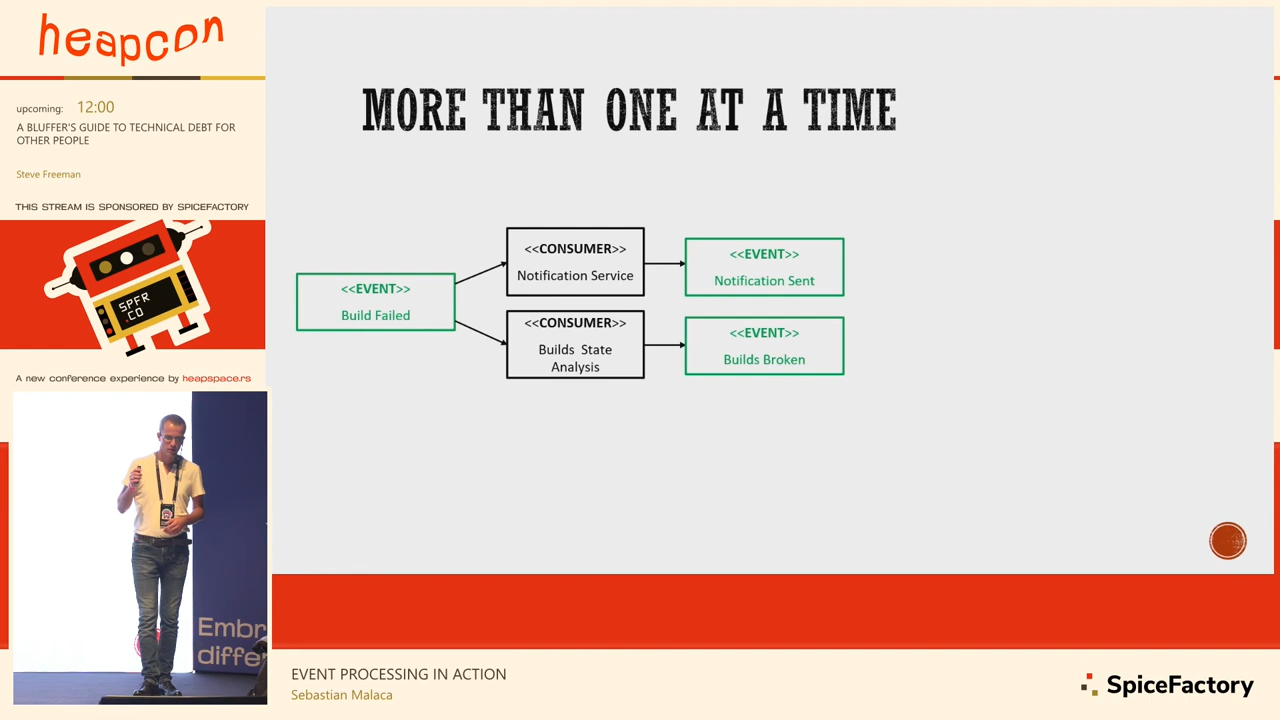 heapcon
upcoming: 12:00
A BLUFFER'S GUIDE TO TECHNICAL DEBT FOR
OTHER PEOPLE
Steve Freeman
THIS STREAM IS SPONSORED BY SPICEFACTORY
SPFR
.CO
A new conference experience by heapspace.rs
MORE THAN ONE AT A TIME
<<EVENT>>
Build Failed
<<CONSUMER>>
Notification Service
<<EVENT>>
Notification Sent
<<CONSUMER>>
Builds State
Analysis
<<EVENT>>
Builds Broken
Embr
diffe
EVENT PROCESSING IN ACTION
Sebastian Malaca
SpiceFactory